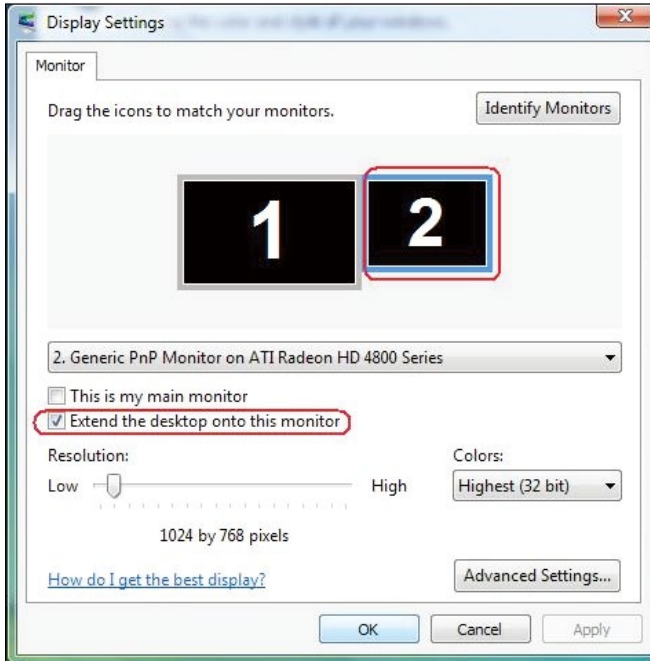 Display Settings
Monitor
Drag the icons to match your monitors.
Identify Monitors
1
2
2. Generic PnP Monitor on ATI Radeon HD 4800 Series
This is my main monitor
Extend the desktop onto this monitor
Resolution:
Colors:
Low
High
Highest (32 bit)
1024 by 768 pixels
How do I get the best display?
Advanced Settings...
OK
Cancel
Apply